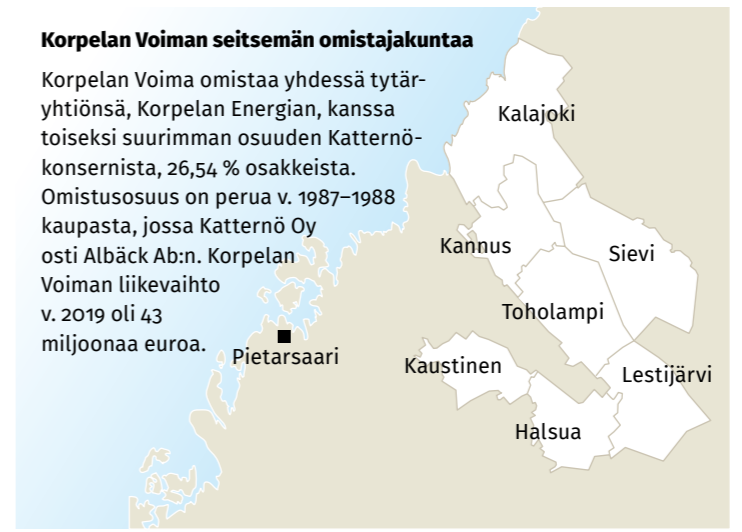 Korpelan Voiman seitsemän omistajakuntaa
Korpelan Voima omistaa yhdessä tytär-
yhtiönsä, Korpelan Energian, kanssa
toiseksi suurimman osuuden Katternö-
konsernista, 26,54 % osakkeista.
Omistusosuus on perua v. 1987–1988
kaupasta, jossa Katternö Oy
osti Albäck Ab:n. Korpelan
Voiman liikevaihto
v. 2019 oli 43
miljoonaa euroa.
Kalajoki
Kannus
Sievi
Toholampi
Pietarsaari
Kaustinen
Lestijärvi
Halsua